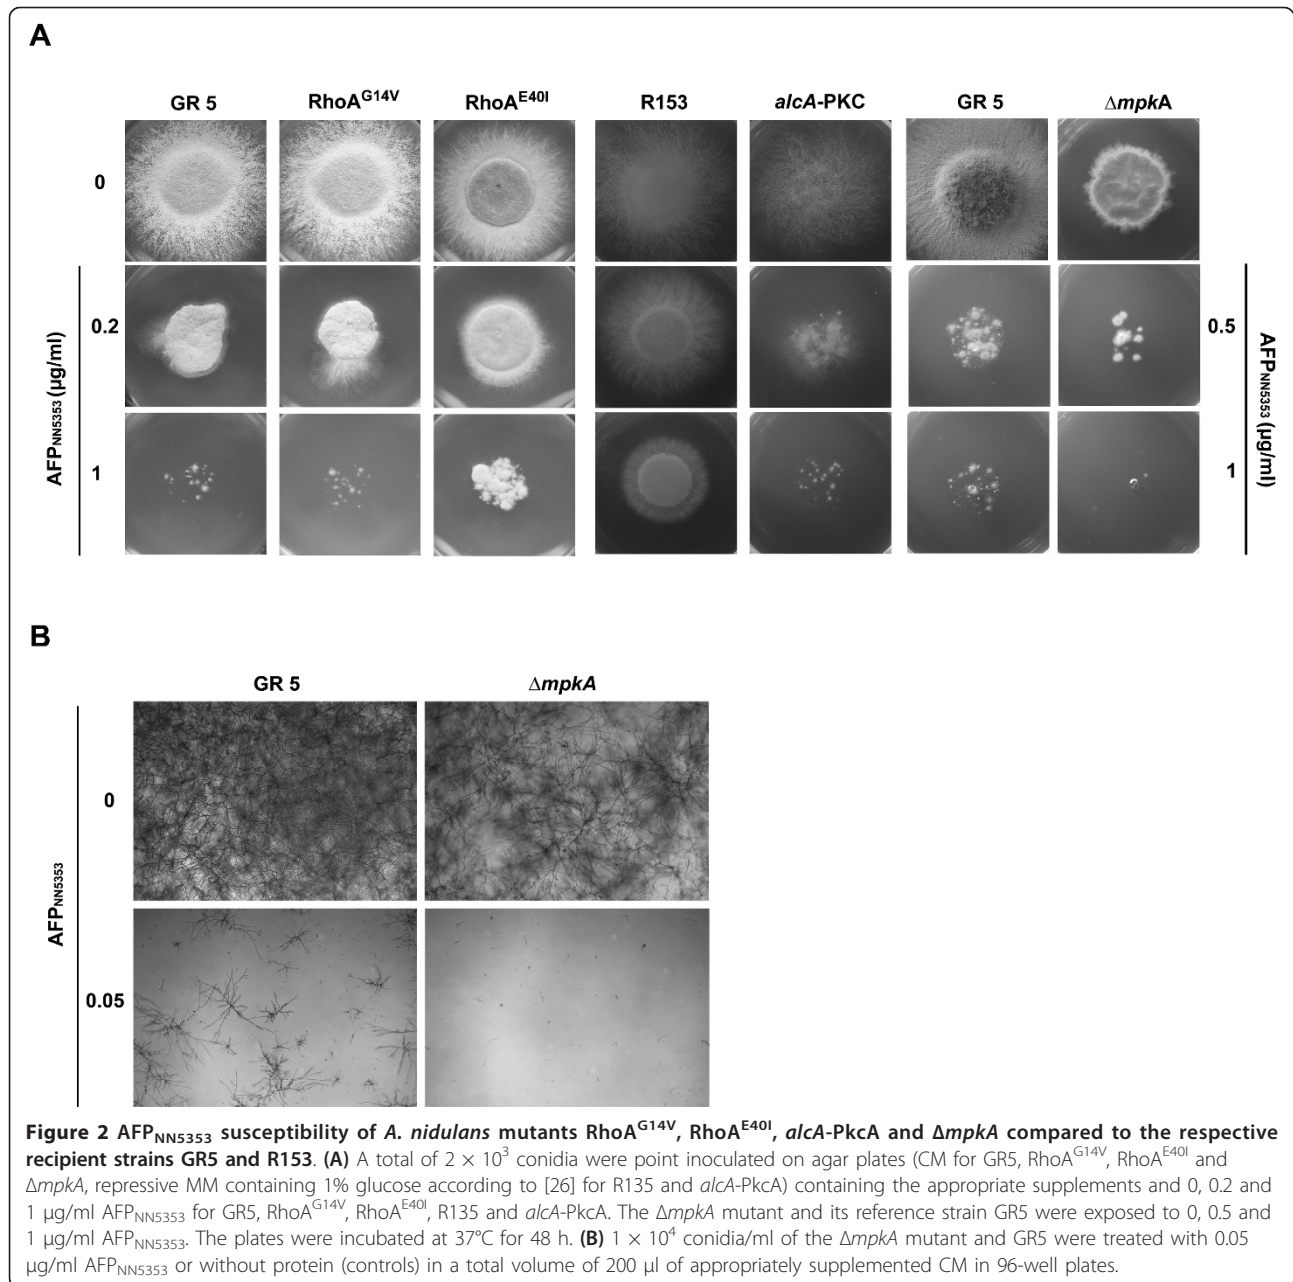 A
GR 5 RhoA^G14V RhoA^E40I R153 alcA-PKC GR 5 ΔmpkA
0
0.2
0.5
1
1
AFP_NN5353 (µg/ml)
AFP_NN5353 (µg/ml)
B
GR 5 ΔmpkA
0
AFP_NN5353
0.05
Figure 2 AFP_NN5353 susceptibility of A. nidulans mutants RhoA^G14V, RhoA^E40I, alcA-PkcA and ΔmpkA compared to the respective
recipient strains GR5 and R153. (A) A total of 2 × 10^3 conidia were point inoculated on agar plates (CM for GR5, RhoA^G14V, RhoA^E40I and
ΔmpkA, repressive MM containing 1% glucose according to [26] for R135 and alcA-PkcA) containing the appropriate supplements and 0, 0.2 and
1 µg/ml AFP_NN5353 for GR5, RhoA^G14V, RhoA^E40I, R135 and alcA-PkcA. The ΔmpkA mutant and its reference strain GR5 were exposed to 0, 0.5 and
1 µg/ml AFP_NN5353. The plates were incubated at 37°C for 48 h. (B) 1 × 10^4 conidia/ml of the ΔmpkA mutant and GR5 were treated with 0.05
µg/ml AFP_NN5353 or without protein (controls) in a total volume of 200 µl of appropriately supplemented CM in 96-well plates.